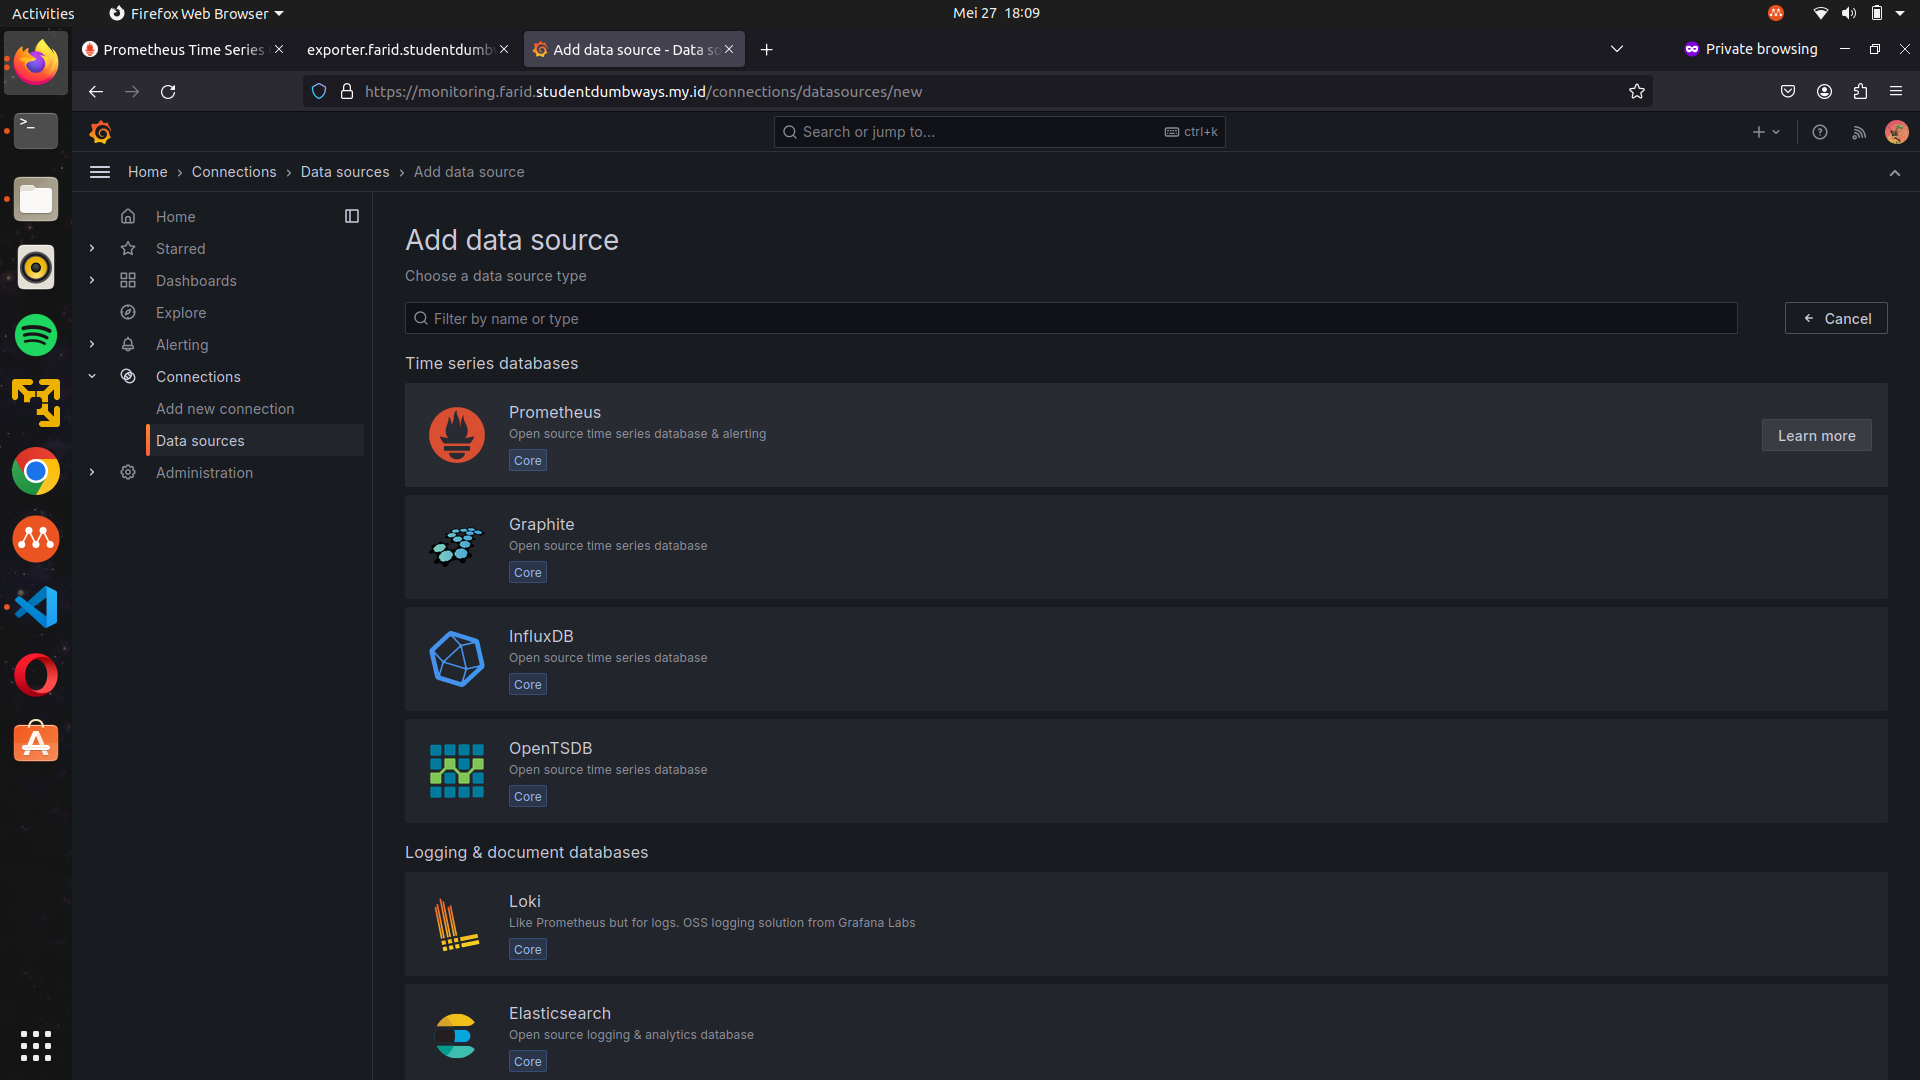 Activities
Firefox Web Browser
Mei 27 18:09
Prometheus Time Series
exporter.farid.studentdumbw
Add data source - Data so
Private browsing
https://monitoring.farid.studentdumbways.my.id/connections/datasources/new
Search or jump to...
ctrl+k
Home › Connections › Data sources › Add data source
Home
Starred
Dashboards
Explore
Alerting
Connections
Add new connection
Data sources
Administration
Add data source
Choose a data source type
Filter by name or type
Cancel
Time series databases
Prometheus
Open source time series database & alerting
Core
Learn more
Graphite
Open source time series database
Core
InfluxDB
Open source time series database
Core
OpenTSDB
Open source time series database
Core
Logging & document databases
Loki
Like Prometheus but for logs. OSS logging solution from Grafana Labs
Core
Elasticsearch
Open source logging & analytics database
Core